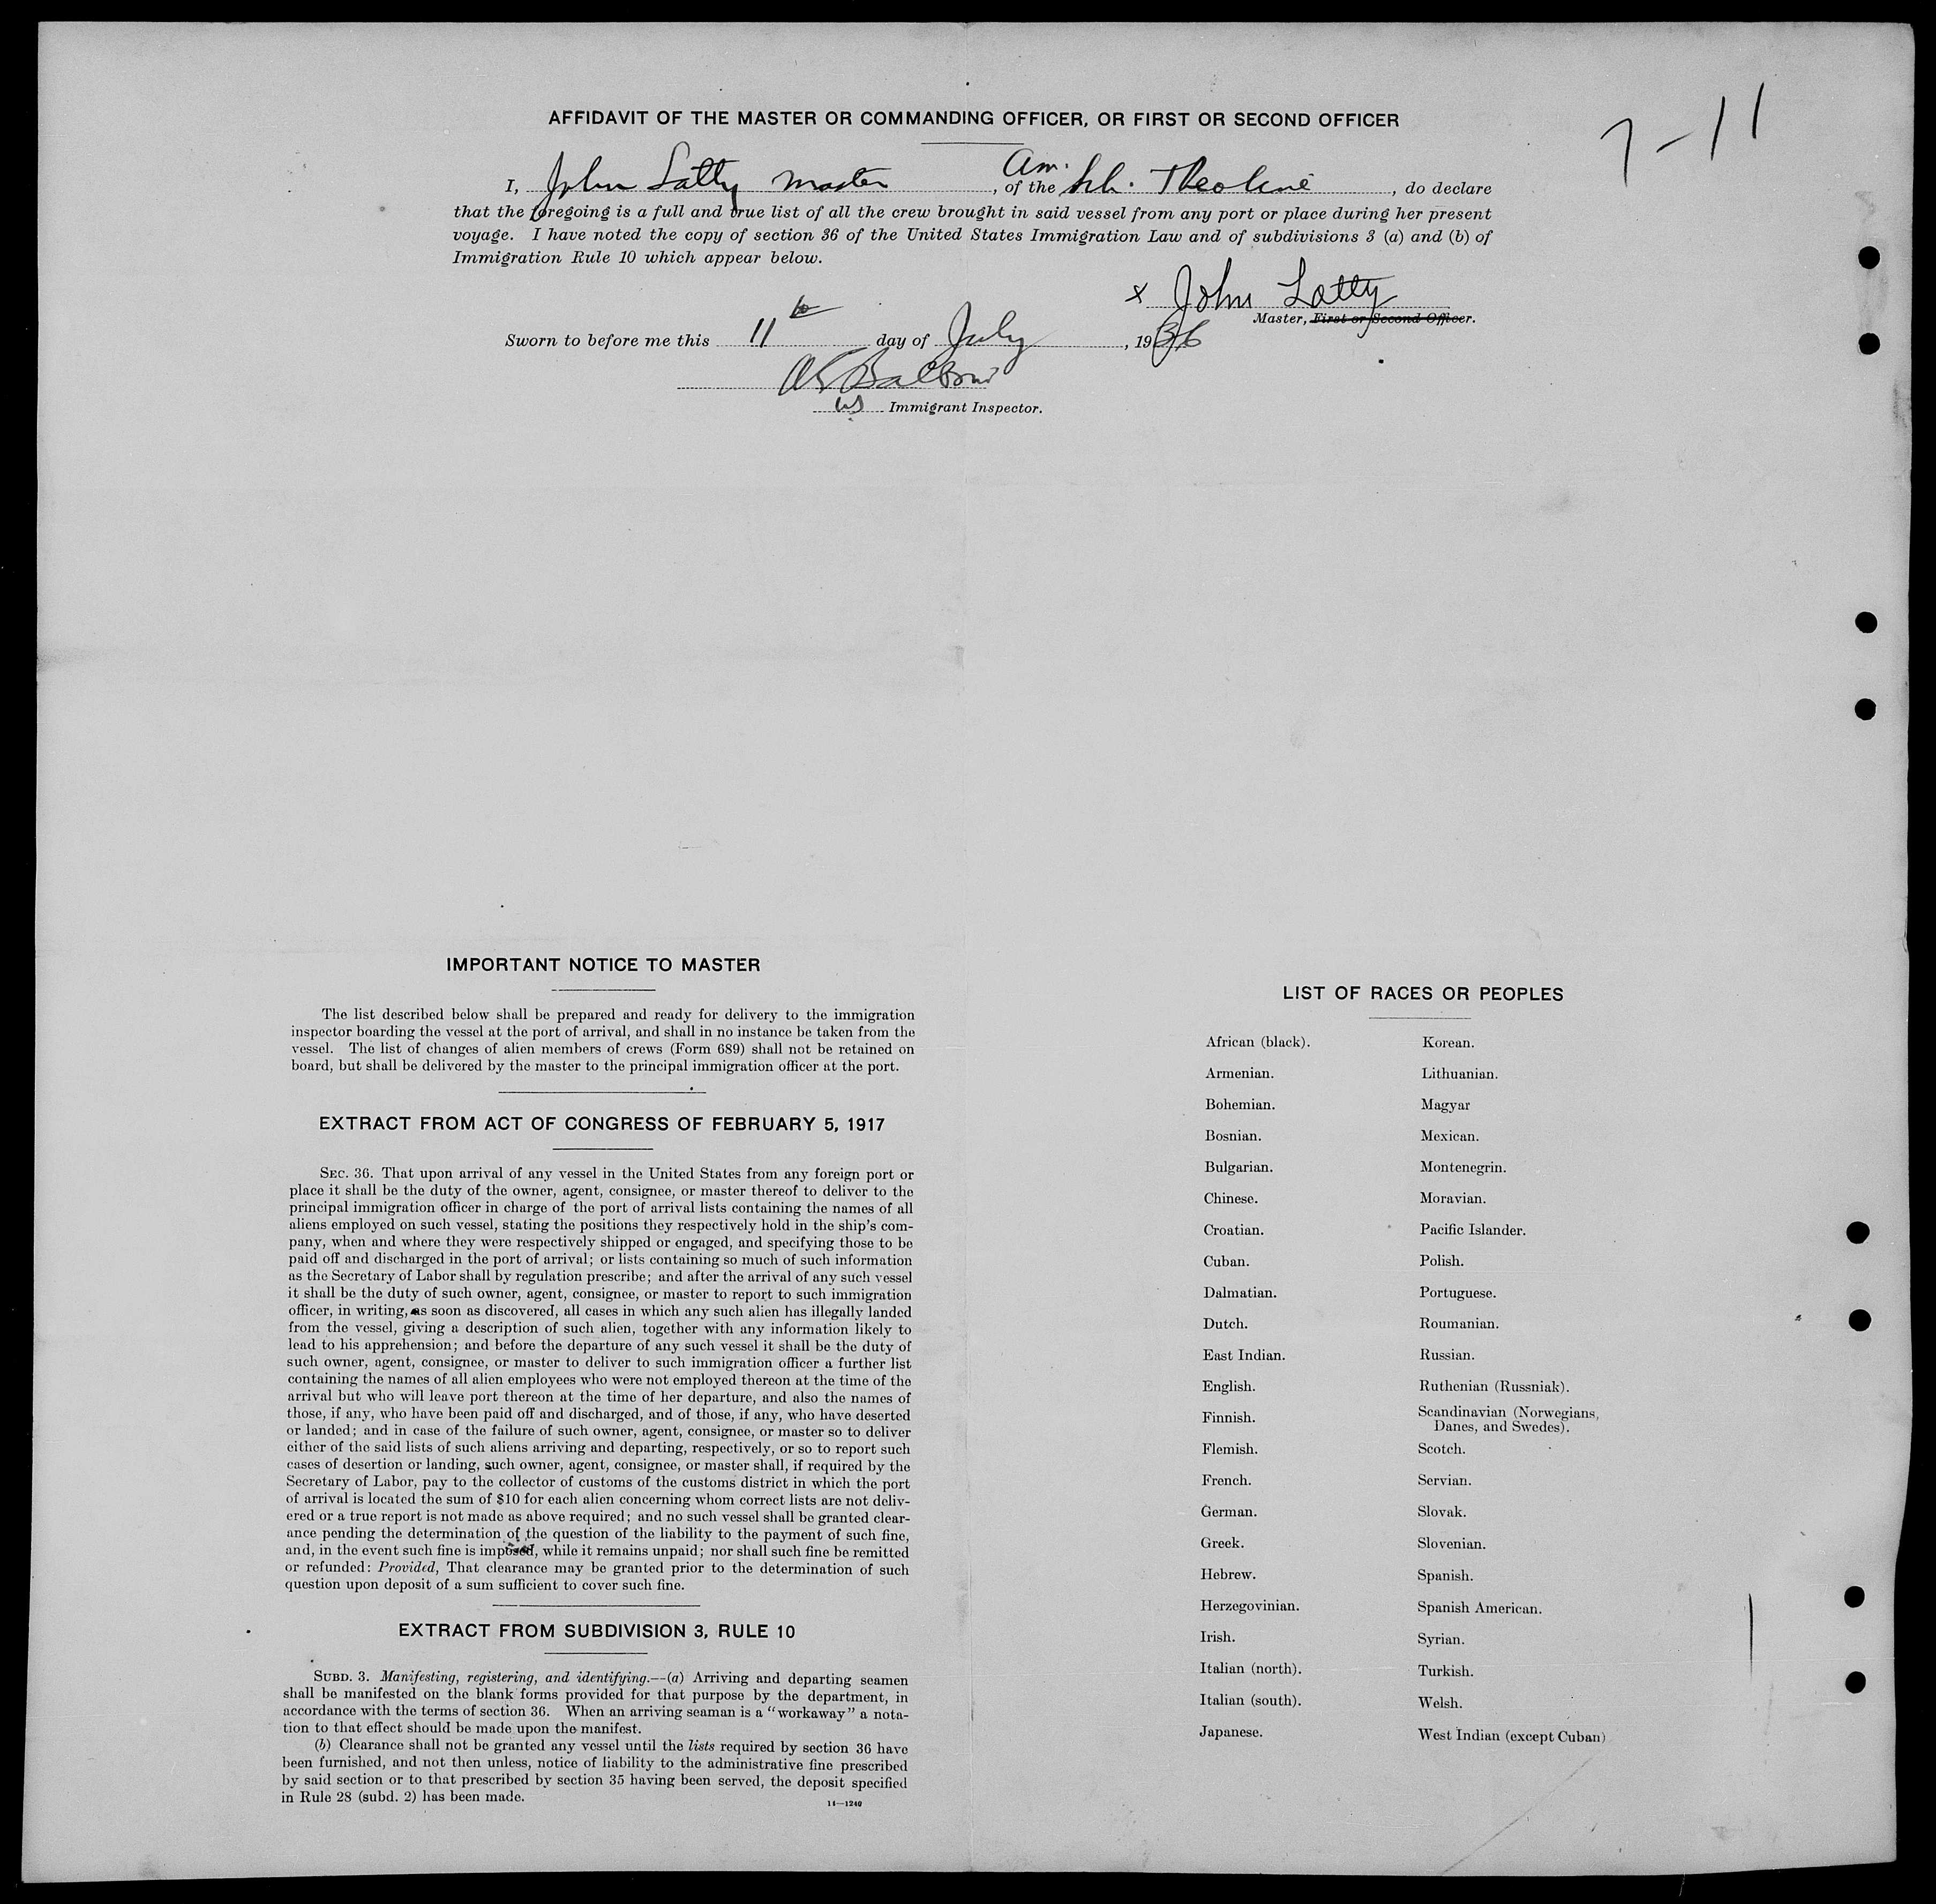 7-11
AFFIDAVIT OF THE MASTER OR COMMANDING OFFICER, OR FIRST OR SECOND OFFICER
I, John Latty Master, of the Am. Sch. Theoline, do declare
that the foregoing is a full and true list of all the crew brought in said vessel from any port or place during her present
voyage. I have noted the copy of section 36 of the United States Immigration Law and of subdivisions 3 (a) and (b) of
Immigration Rule 10 which appear below.
x John Latty
Master, First or Second Officer.
Sworn to before me this 11th day of July, 1936
US Immigrant Inspector.
IMPORTANT NOTICE TO MASTER
The list described below shall be prepared and ready for delivery to the immigration
inspector boarding the vessel at the port of arrival, and shall in no instance be taken from the
vessel. The list of changes of alien members of crews (Form 689) shall not be retained on
board, but shall be delivered by the master to the principal immigration officer at the port.
EXTRACT FROM ACT OF CONGRESS OF FEBRUARY 5, 1917
SEC. 36. That upon arrival of any vessel in the United States from any foreign port or
place it shall be the duty of the owner, agent, consignee, or master thereof to deliver to the
principal immigration officer in charge of the port of arrival lists containing the names of all
aliens employed on such vessel, stating the positions they respectively hold in the ship's com-
pany, when and where they were respectively shipped or engaged, and specifying those to be
paid off and discharged in the port of arrival; or lists containing so much of such information
as the Secretary of Labor shall by regulation prescribe; and after the arrival of any such vessel
it shall be the duty of such owner, agent, consignee, or master to report to such immigration
officer, in writing, as soon as discovered, all cases in which any such alien has illegally landed
from the vessel, giving a description of such alien, together with any information likely to
lead to his apprehension; and before the departure of any such vessel it shall be the duty of
such owner, agent, consignee, or master to deliver to such immigration officer a further list
containing the names of all alien employees who were not employed thereon at the time of the
arrival but who will leave port thereon at the time of her departure, and also the names of
those, if any, who have been paid off and discharged, and of those, if any, who have deserted
or landed; and in case of the failure of such owner, agent, consignee, or master so to deliver
either of the said lists of such aliens arriving and departing, respectively, or so to report such
cases of desertion or landing, such owner, agent, consignee, or master shall, if required by the
Secretary of Labor, pay to the collector of customs of the customs district in which the port
of arrival is located the sum of $10 for each alien concerning whom correct lists are not deliv-
ered or a true report is not made as above required; and no such vessel shall be granted clear-
ance pending the determination of the question of the liability to the payment of such fine,
and, in the event such fine is imposed, while it remains unpaid; nor shall such fine be remitted
or refunded: Provided, That clearance may be granted prior to the determination of such
question upon deposit of a sum sufficient to cover such fine.
EXTRACT FROM SUBDIVISION 3, RULE 10
SUBD. 3. Manifesting, registering, and identifying.--(a) Arriving and departing seamen
shall be manifested on the blank forms provided for that purpose by the department, in
accordance with the terms of section 36. When an arriving seaman is a "workaway" a nota-
tion to that effect should be made upon the manifest.
(b) Clearance shall not be granted any vessel until the lists required by section 36 have
been furnished, and not then unless, notice of liability to the administrative fine prescribed
by said section or to that prescribed by section 35 having been served, the deposit specified
in Rule 28 (subd. 2) has been made.
14—1240
LIST OF RACES OR PEOPLES
African (black).
Armenian.
Bohemian.
Bosnian.
Bulgarian.
Chinese.
Croatian.
Cuban.
Dalmatian.
Dutch.
East Indian.
English.
Finnish.
Flemish.
French.
German.
Greek.
Hebrew.
Herzegovinian.
Irish.
Italian (north).
Italian (south).
Japanese.
Korean.
Lithuanian.
Magyar
Mexican.
Montenegrin.
Moravian.
Pacific Islander.
Polish.
Portuguese.
Roumanian.
Russian.
Ruthenian (Russniak).
Scandinavian (Norwegians,
Danes, and Swedes).
Scotch.
Servian.
Slovak.
Slovenian.
Spanish.
Spanish American.
Syrian.
Turkish.
Welsh.
West Indian (except Cuban)